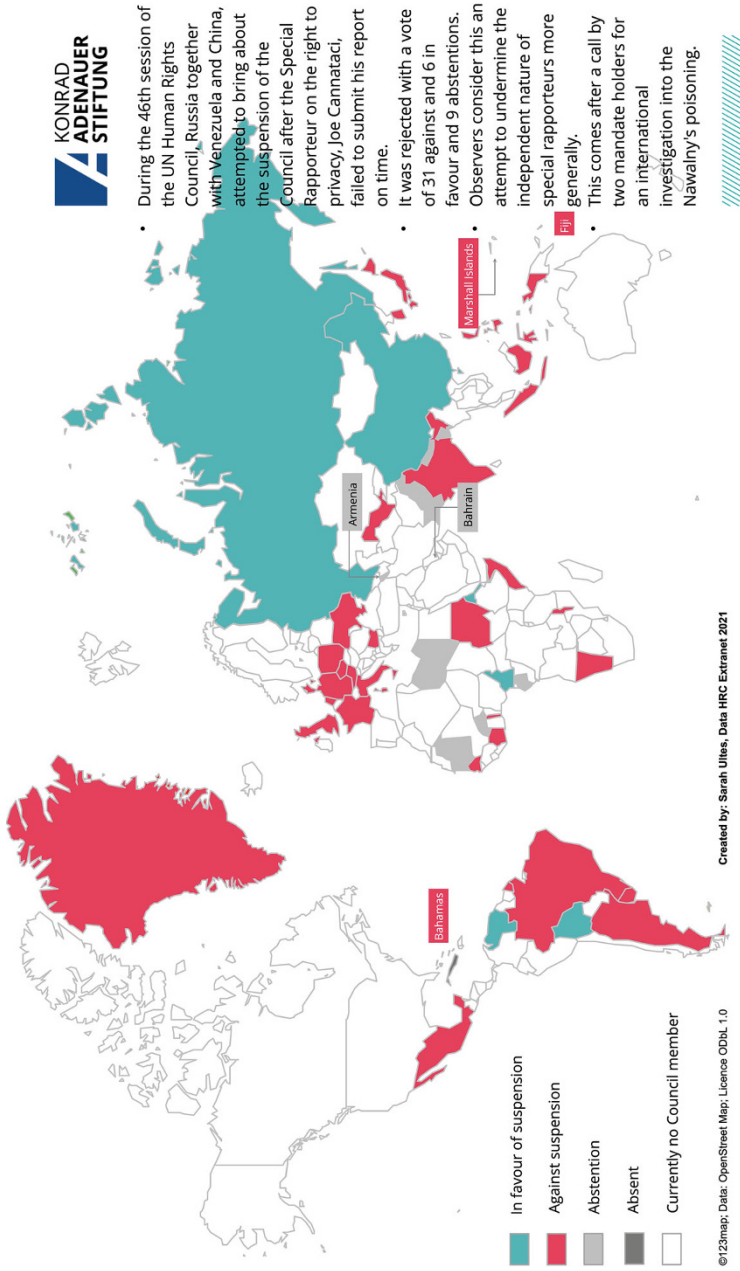 KONRAD
ADENAUER
STIFTUNG
• During the 46th session of
the UN Human Rights
Council, Russia together
with Venezuela and China,
attempted to bring about
the suspension of the
Council after the Special
Rapporteur on the right to
privacy, Joe Cannataci,
failed to submit his report
on time.
• It was rejected with a vote
of 31 against and 6 in
favour and 9 abstentions.
• Observers consider this an
attempt to undermine the
independent nature of
special rapporteurs more
generally.
• This comes after a call by
two mandate holders for
an international
investigation into the
Nawalny's poisoning.
Armenia
Bahrain
Marshall Islands
Fiji
Bahamas
In favour of suspension
Against suspension
Abstention
Absent
Currently no Council member
©123map; Data: OpenStreet Map; Licence ODbL 1.0
Created by: Sarah Ultes, Data HRC Extranet 2021